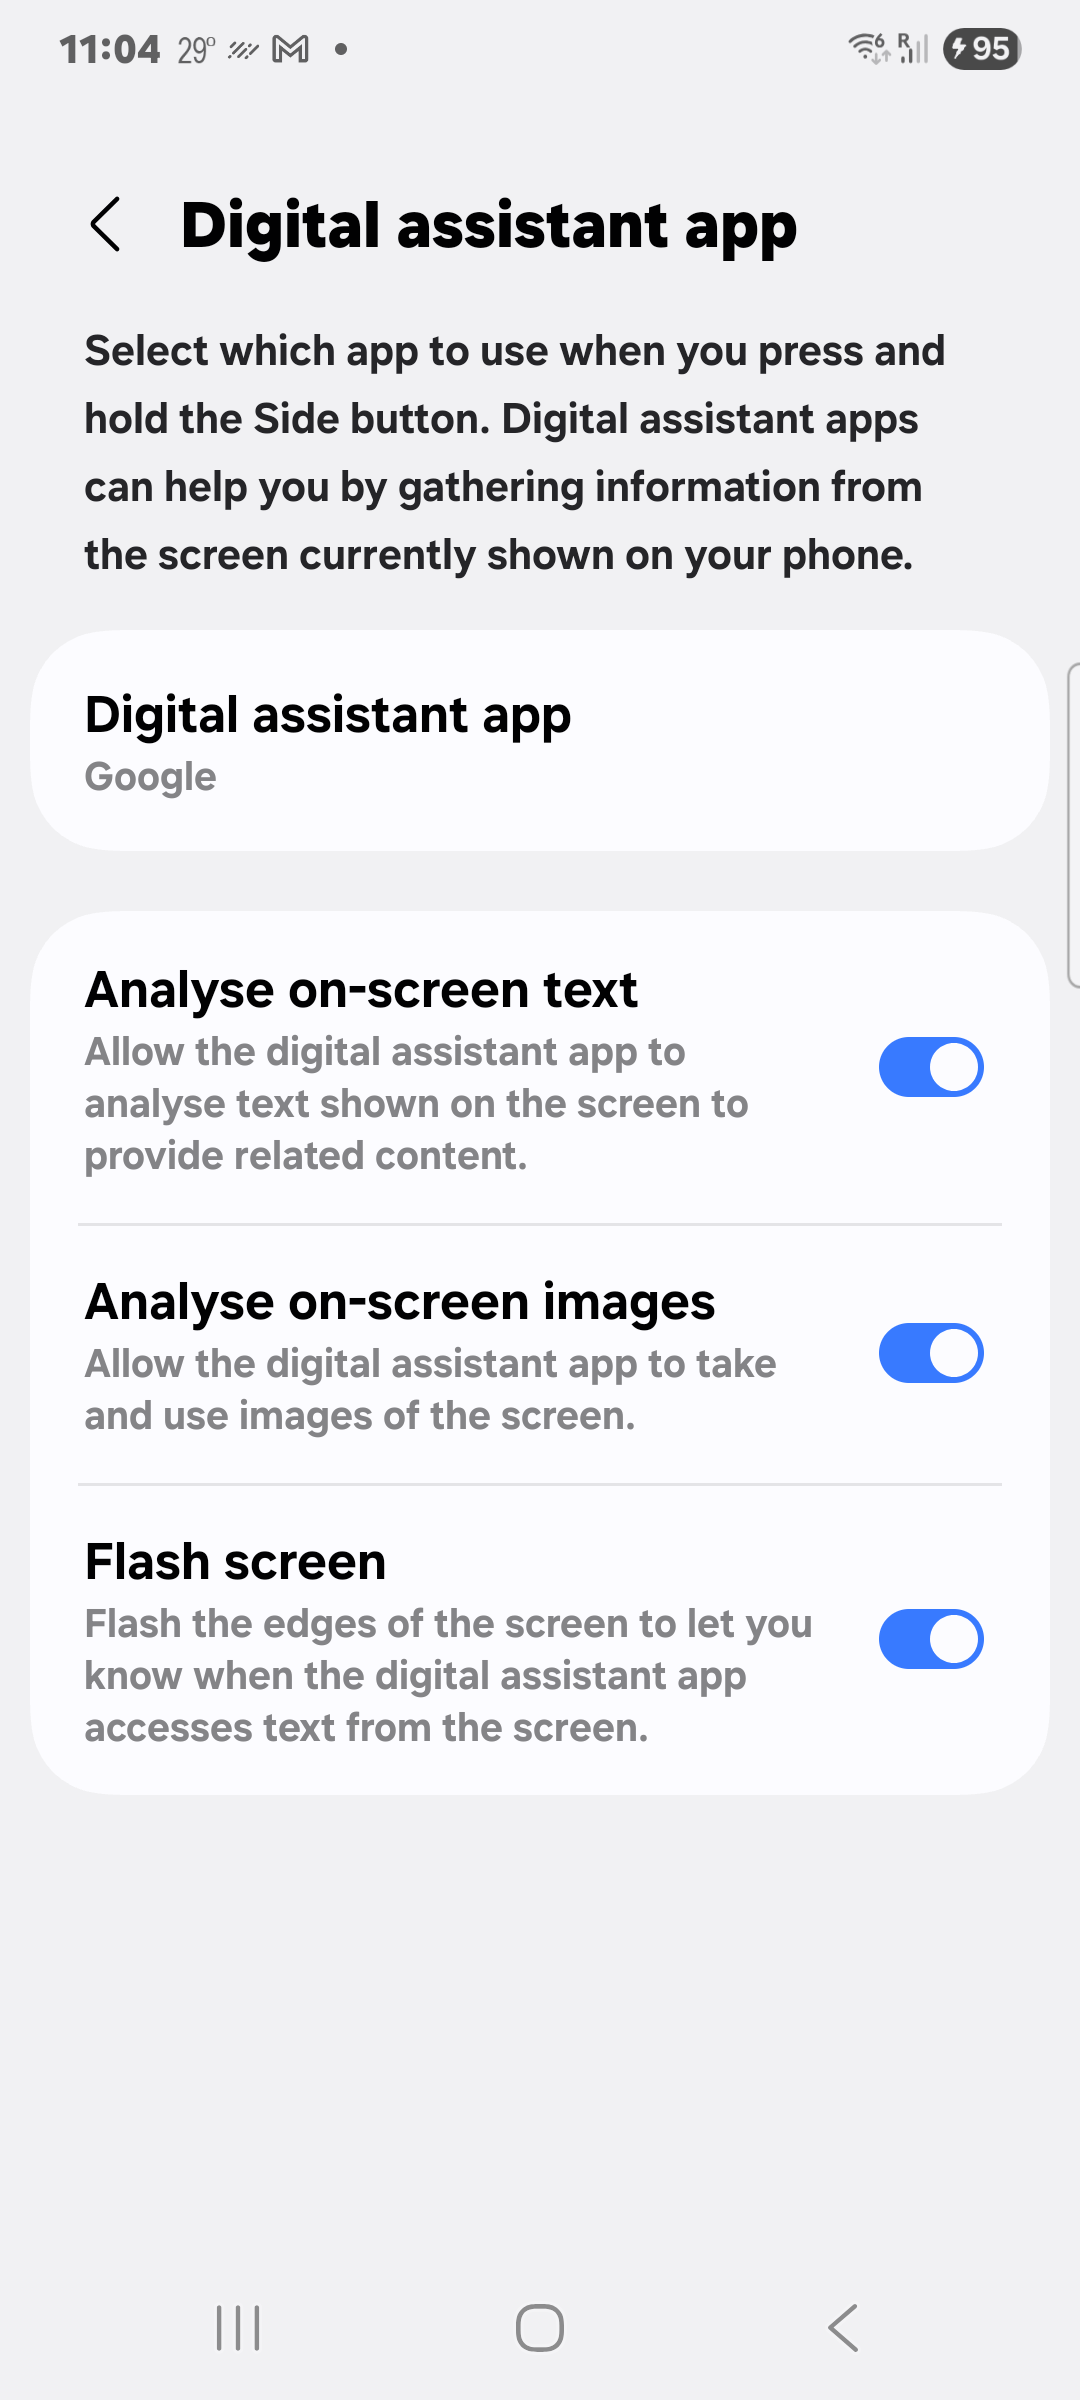 11:04 29° 6 R 95
Digital assistant app
Select which app to use when you press and
hold the Side button. Digital assistant apps
can help you by gathering information from
the screen currently shown on your phone.
Digital assistant app
Google
Analyse on-screen text
Allow the digital assistant app to
analyse text shown on the screen to
provide related content.
Analyse on-screen images
Allow the digital assistant app to take
and use images of the screen.
Flash screen
Flash the edges of the screen to let you
know when the digital assistant app
accesses text from the screen.